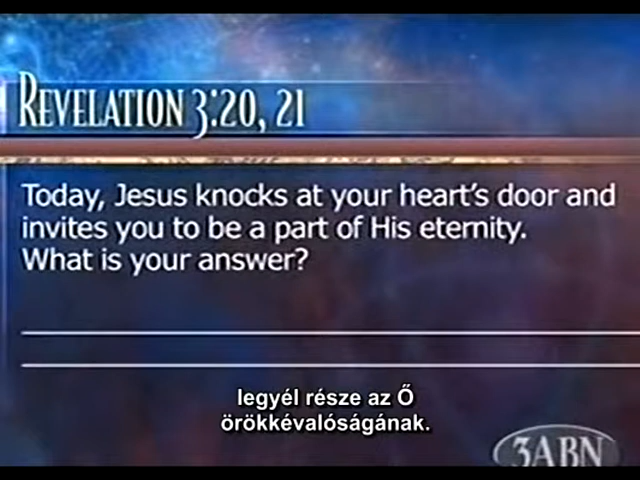 REVELATION 3:20, 21
Today, Jesus knocks at your heart's door and
invites you to be a part of His eternity.
What is your answer?
legyél része az Ő
örökkévalóságának.
3ABN